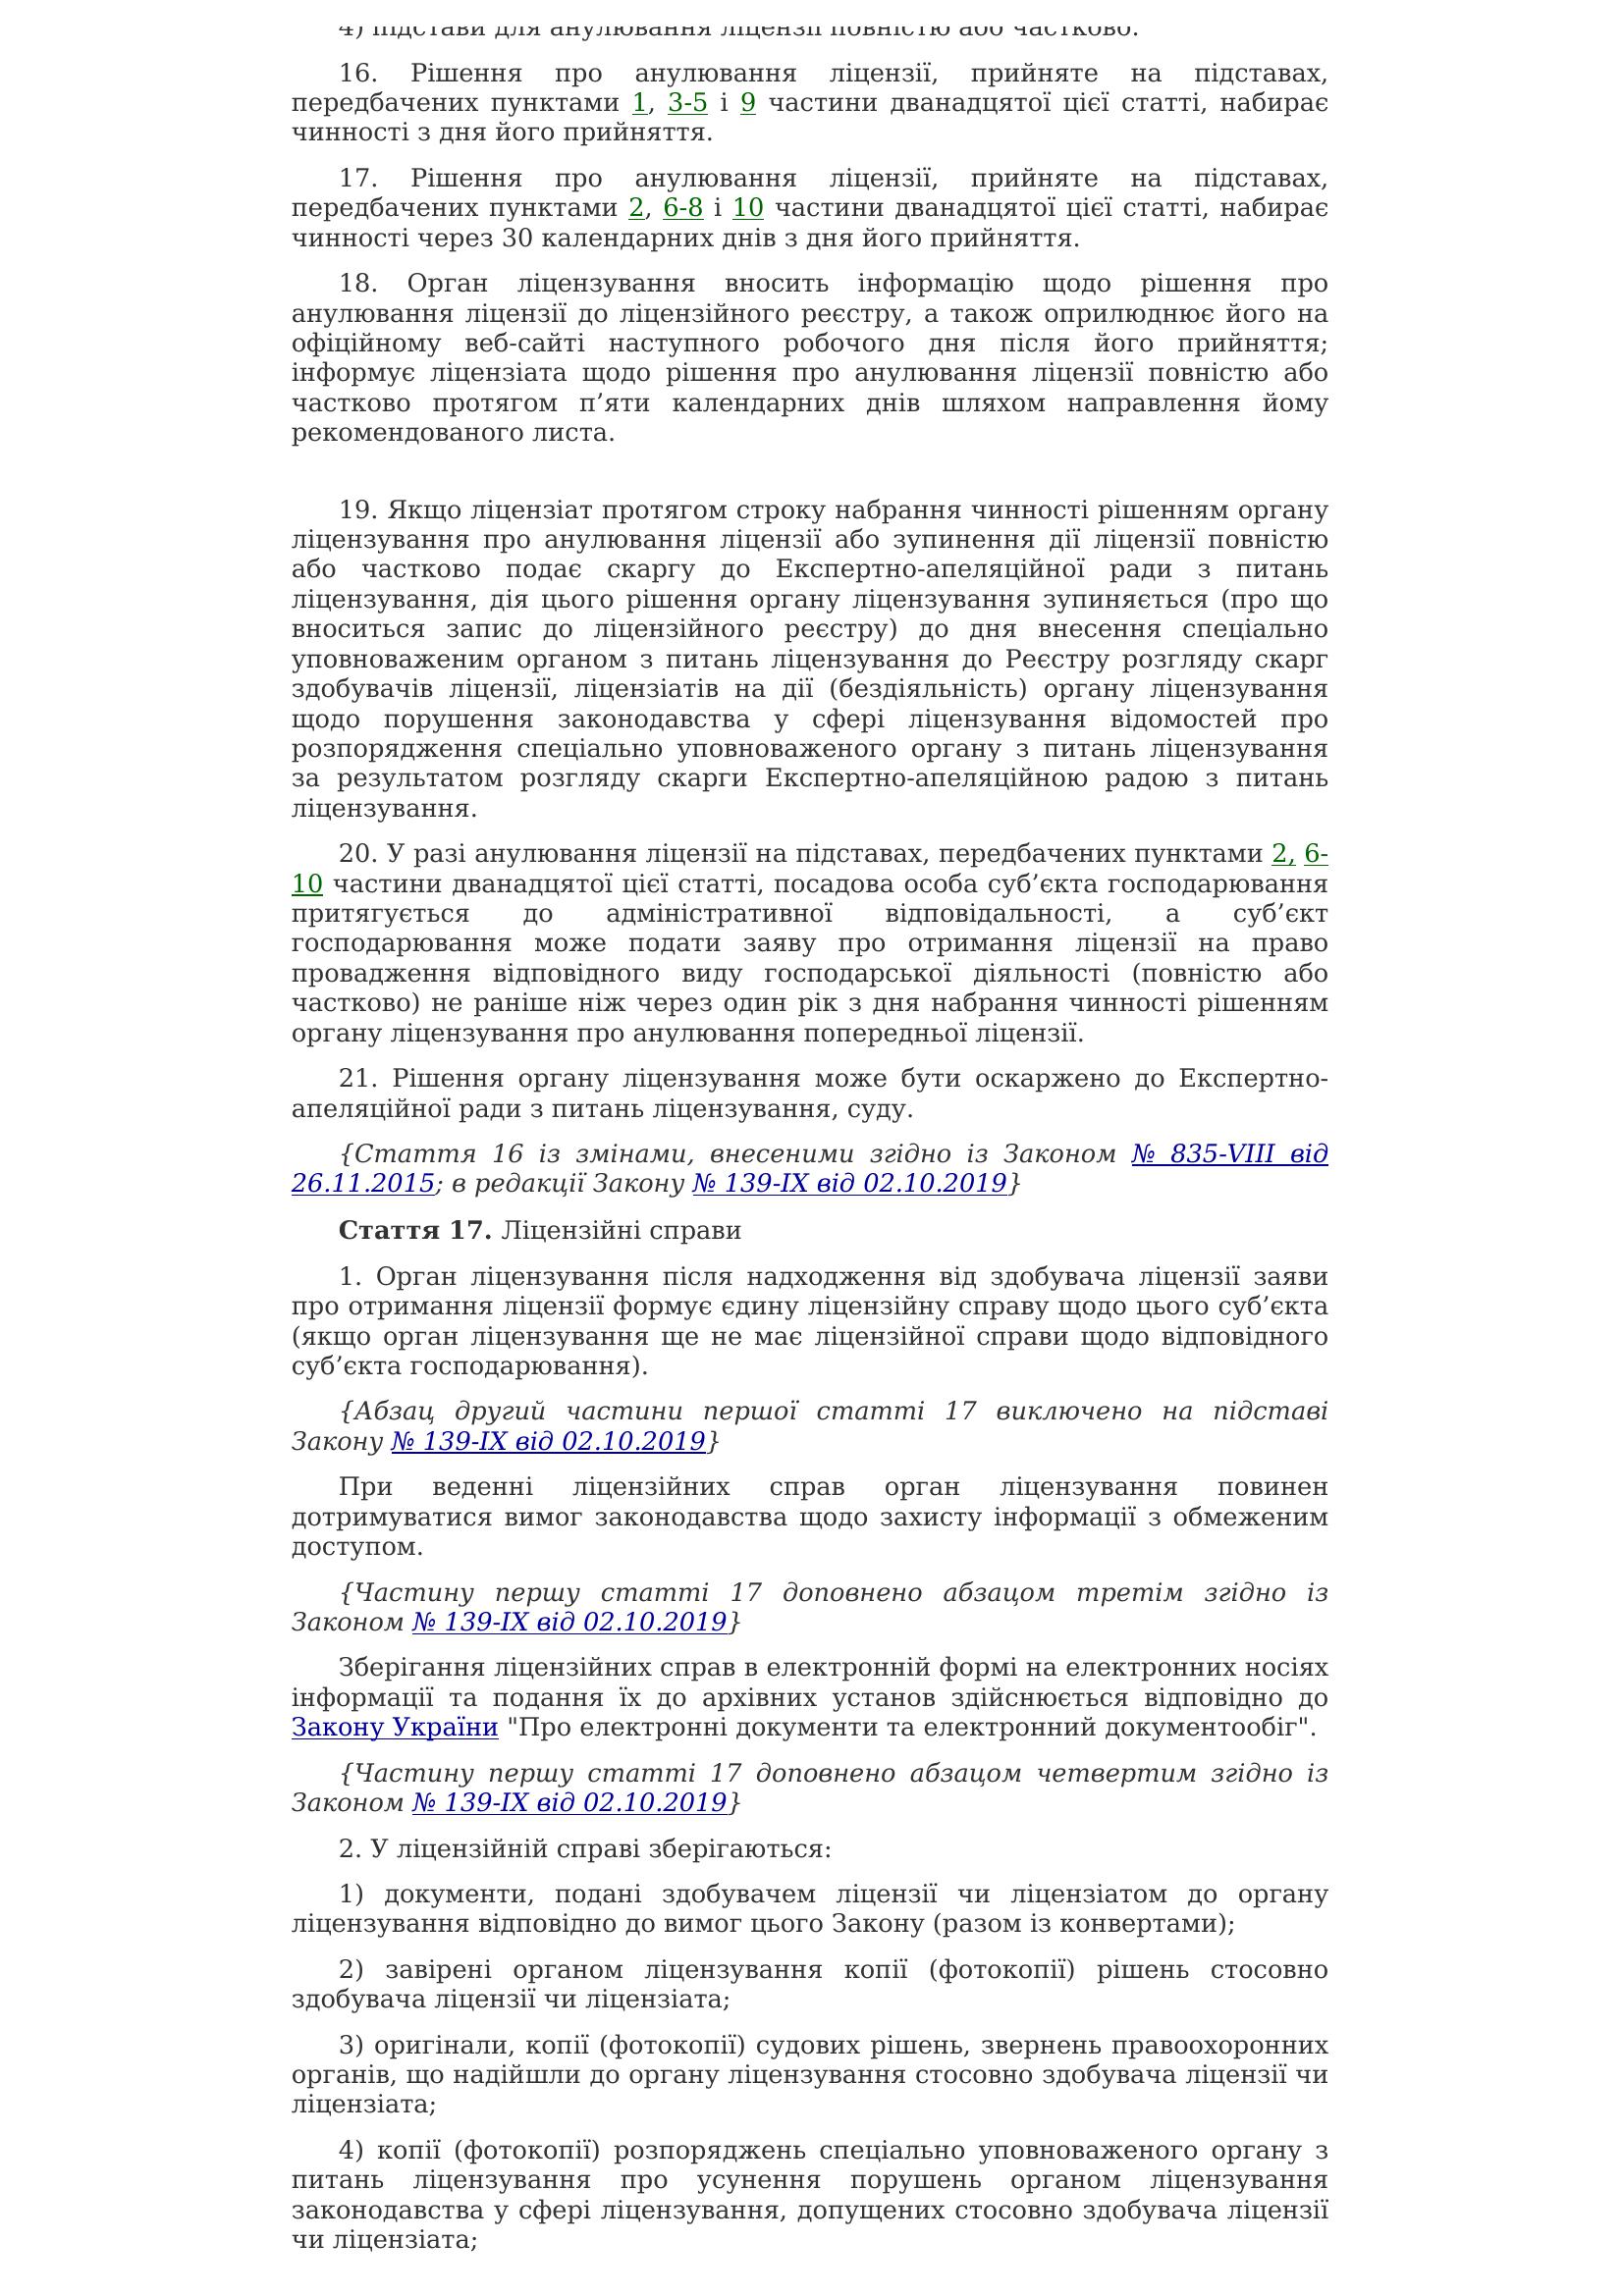 4) підстави для анулювання ліцензії повністю або частково.
16. Рішення про анулювання ліцензії, прийняте на підставах,
передбачених пунктами 1, 3-5 і 9 частини дванадцятої цієї статті, набирає
чинності з дня його прийняття.
17. Рішення про анулювання ліцензії, прийняте на підставах,
передбачених пунктами 2, 6-8 і 10 частини дванадцятої цієї статті, набирає
чинності через 30 календарних днів з дня його прийняття.
18. Орган ліцензування вносить інформацію щодо рішення про
анулювання ліцензії до ліцензійного реєстру, а також оприлюднює його на
офіційному веб-сайті наступного робочого дня після його прийняття;
інформує ліцензіата щодо рішення про анулювання ліцензії повністю або
частково протягом п’яти календарних днів шляхом направлення йому
рекомендованого листа.
19. Якщо ліцензіат протягом строку набрання чинності рішенням органу
ліцензування про анулювання ліцензії або зупинення дії ліцензії повністю
або частково подає скаргу до Експертно-апеляційної ради з питань
ліцензування, дія цього рішення органу ліцензування зупиняється (про що
вноситься запис до ліцензійного реєстру) до дня внесення спеціально
уповноваженим органом з питань ліцензування до Реєстру розгляду скарг
здобувачів ліцензії, ліцензіатів на дії (бездіяльність) органу ліцензування
щодо порушення законодавства у сфері ліцензування відомостей про
розпорядження спеціально уповноваженого органу з питань ліцензування
за результатом розгляду скарги Експертно-апеляційною радою з питань
ліцензування.
20. У разі анулювання ліцензії на підставах, передбачених пунктами 2, 6-
10 частини дванадцятої цієї статті, посадова особа суб’єкта господарювання
притягується до адміністративної відповідальності, а суб’єкт
господарювання може подати заяву про отримання ліцензії на право
провадження відповідного виду господарської діяльності (повністю або
частково) не раніше ніж через один рік з дня набрання чинності рішенням
органу ліцензування про анулювання попередньої ліцензії.
21. Рішення органу ліцензування може бути оскаржено до Експертно-
апеляційної ради з питань ліцензування, суду.
{Стаття 16 із змінами, внесеними згідно із Законом № 835-VIII від
26.11.2015; в редакції Закону № 139-IX від 02.10.2019}
Стаття 17. Ліцензійні справи
1. Орган ліцензування після надходження від здобувача ліцензії заяви
про отримання ліцензії формує єдину ліцензійну справу щодо цього суб’єкта
(якщо орган ліцензування ще не має ліцензійної справи щодо відповідного
суб’єкта господарювання).
{Абзац другий частини першої статті 17 виключено на підставі
Закону № 139-IX від 02.10.2019}
При веденні ліцензійних справ орган ліцензування повинен
дотримуватися вимог законодавства щодо захисту інформації з обмеженим
доступом.
{Частину першу статті 17 доповнено абзацом третім згідно із
Законом № 139-IX від 02.10.2019}
Зберігання ліцензійних справ в електронній формі на електронних носіях
інформації та подання їх до архівних установ здійснюється відповідно до
Закону України "Про електронні документи та електронний документообіг".
{Частину першу статті 17 доповнено абзацом четвертим згідно із
Законом № 139-IX від 02.10.2019}
2. У ліцензійній справі зберігаються:
1) документи, подані здобувачем ліцензії чи ліцензіатом до органу
ліцензування відповідно до вимог цього Закону (разом із конвертами);
2) завірені органом ліцензування копії (фотокопії) рішень стосовно
здобувача ліцензії чи ліцензіата;
3) оригінали, копії (фотокопії) судових рішень, звернень правоохоронних
органів, що надійшли до органу ліцензування стосовно здобувача ліцензії чи
ліцензіата;
4) копії (фотокопії) розпоряджень спеціально уповноваженого органу з
питань ліцензування про усунення порушень органом ліцензування
законодавства у сфері ліцензування, допущених стосовно здобувача ліцензії
чи ліцензіата;